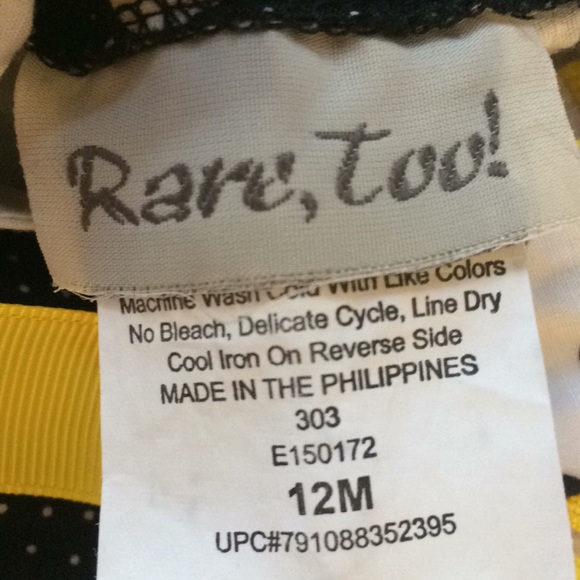 Rare, Too!
Machine Wash Cold With Like Colors
No Bleach, Delicate Cycle, Line Dry
Cool Iron On Reverse Side
MADE IN THE PHILIPPINES
303
E150172
12M
UPC#791088352395